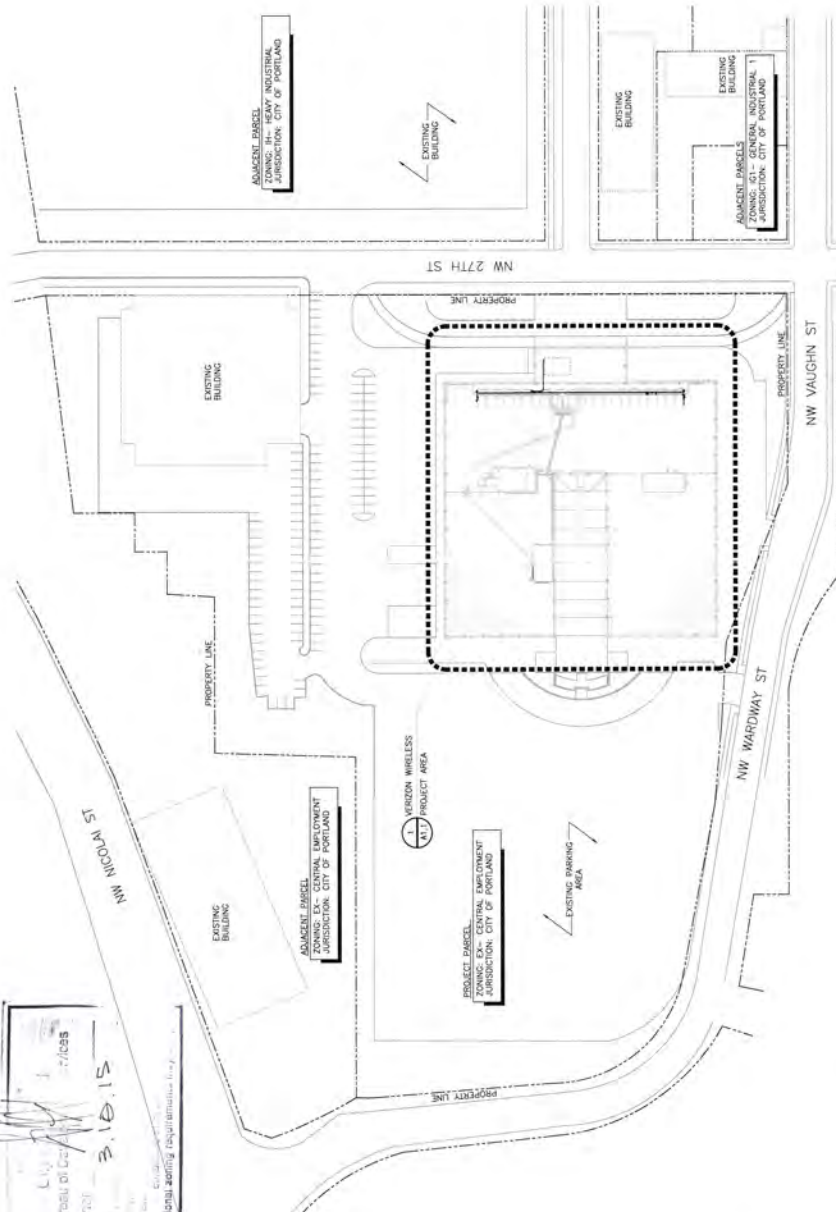 ADJACENT PARCEL
ZONING: IH- HEAVY INDUSTRIAL
JURISDICTION: CITY OF PORTLAND
EXISTING
BUILDING
EXISTING
BUILDING
EXISTING
BUILDING
ADJACENT PARCELS
ZONING: IG1- GENERAL INDUSTRIAL 1
JURISDICTION: CITY OF PORTLAND
NW 27TH ST
PROPERTY LINE
EXISTING
BUILDING
PROPERTY LINE
NW VAUGHN ST
PROPERTY LINE
NW WARDWAY ST
NW NICOLAI ST
EXISTING
BUILDING
ADJACENT PARCEL
ZONING: EX- CENTRAL EMPLOYMENT
JURISDICTION: CITY OF PORTLAND
1
A1.1
VERIZON WIRELESS
PROJECT AREA
PROJECT PARCEL
ZONING: EX- CENTRAL EMPLOYMENT
JURISDICTION: CITY OF PORTLAND
EXISTING PARKING
AREA
PROPERTY LINE
3.10.15
zoning requirements